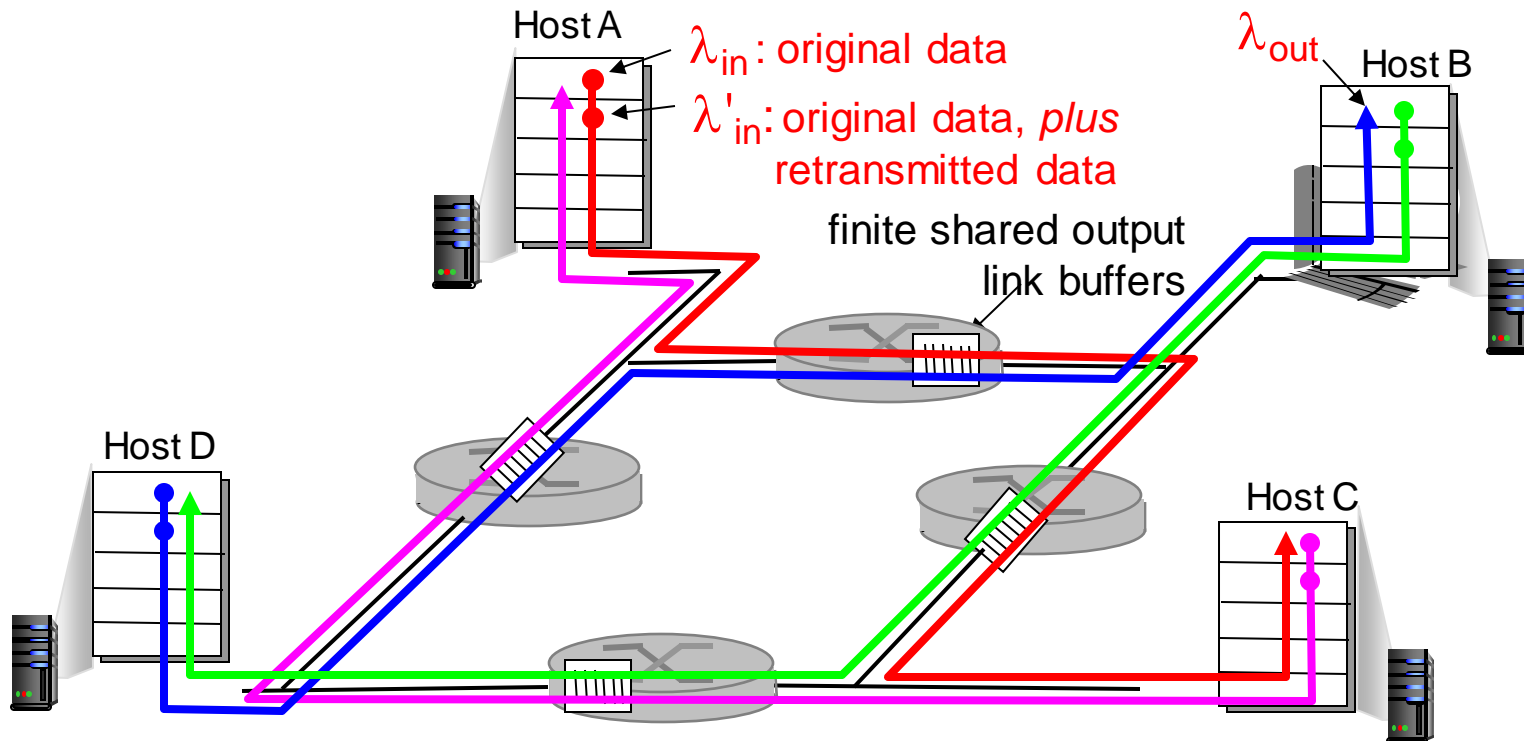 Host A
λin : original data
λ'in: original data, plus
retransmitted data
finite shared output
link buffers
λout
Host B
Host D
Host C